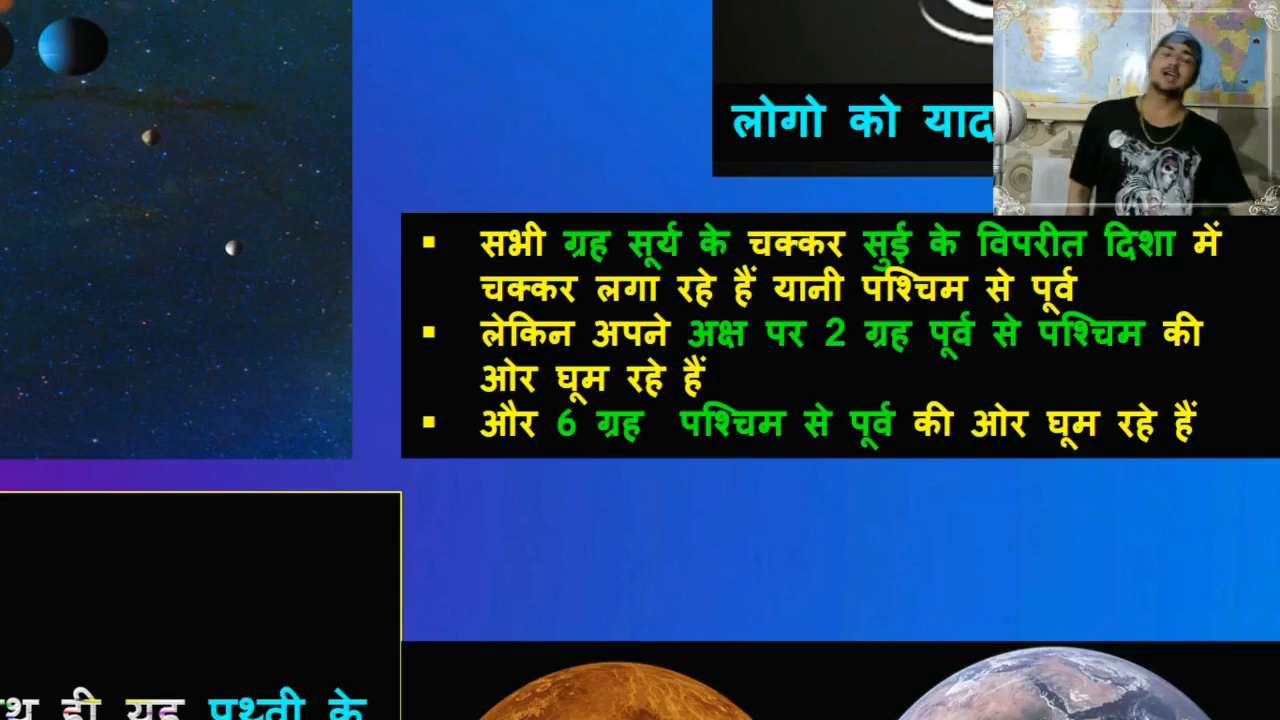 लोगो को याद
▪ सभी ग्रह सूर्य के चक्कर सुई के विपरीत दिशा में
चक्कर लगा रहे हैं यानी पश्चिम से पूर्व
▪ लेकिन अपने अक्ष पर 2 ग्रह पूर्व से पश्चिम की
ओर घूम रहे हैं
▪ और 6 ग्रह पश्चिम से पूर्व की ओर घूम रहे हैं
ही यह पृथ्वी के